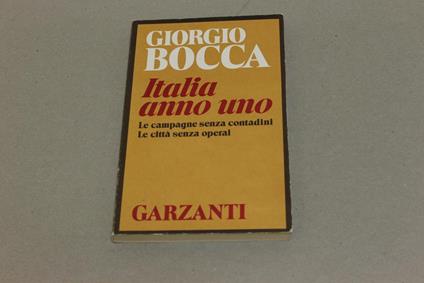 GIORGIO
BOCCA
Italia
anno uno
Le campagne senza contadini
Le città senza operai
GARZANTI